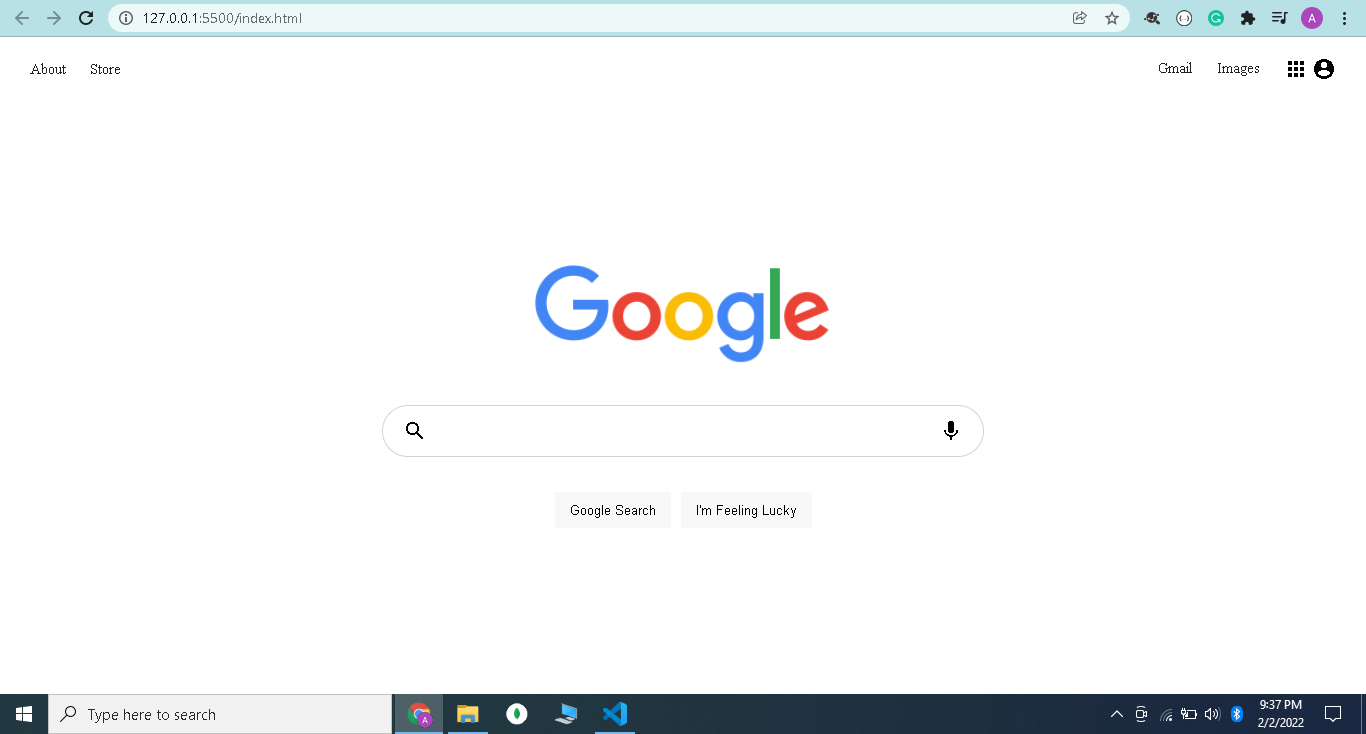 127.0.0.1:5500/index.html
G
A
About Store Gmail Images
Google
Google Search I'm Feeling Lucky
Type here to search
A
9:37 PM
2/2/2022